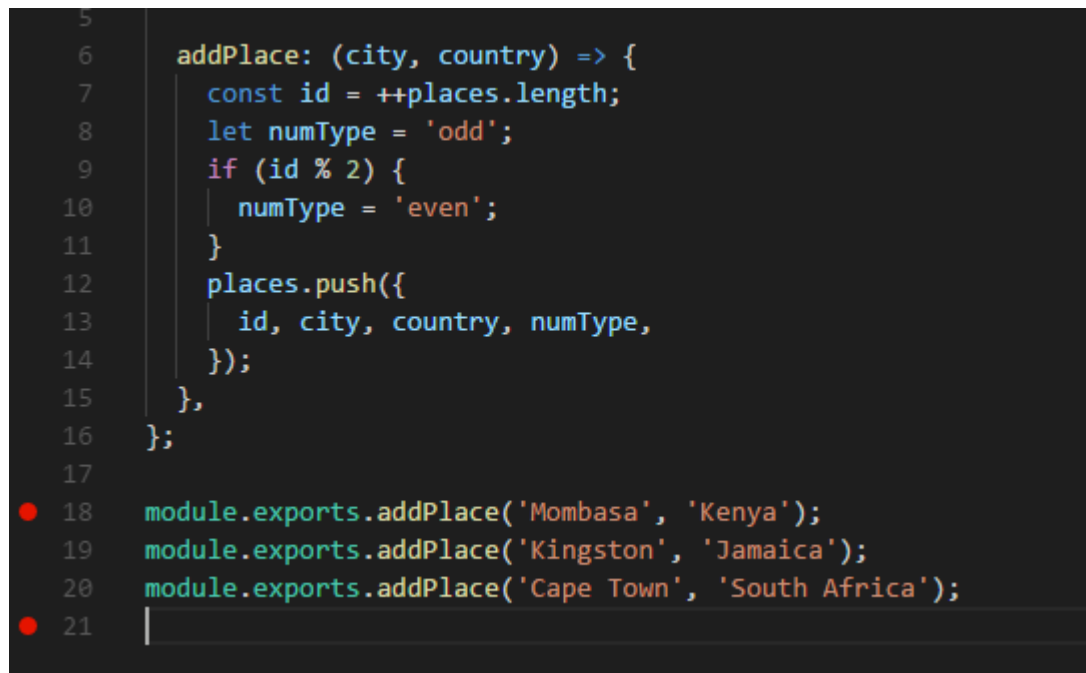 5
6 addPlace: (city, country) => {
7 const id = ++places.length;
8 let numType = 'odd';
9 if (id % 2) {
10 numType = 'even';
11 }
12 places.push({
13 id, city, country, numType,
14 });
15 },
16 };
17
18 module.exports.addPlace('Mombasa', 'Kenya');
19 module.exports.addPlace('Kingston', 'Jamaica');
20 module.exports.addPlace('Cape Town', 'South Africa');
21